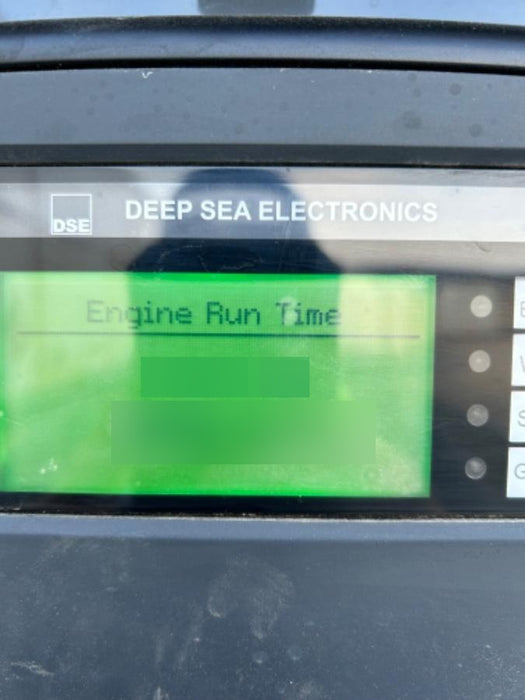 DSE
DEEP SEA ELECTRONICS
Engine Run Time